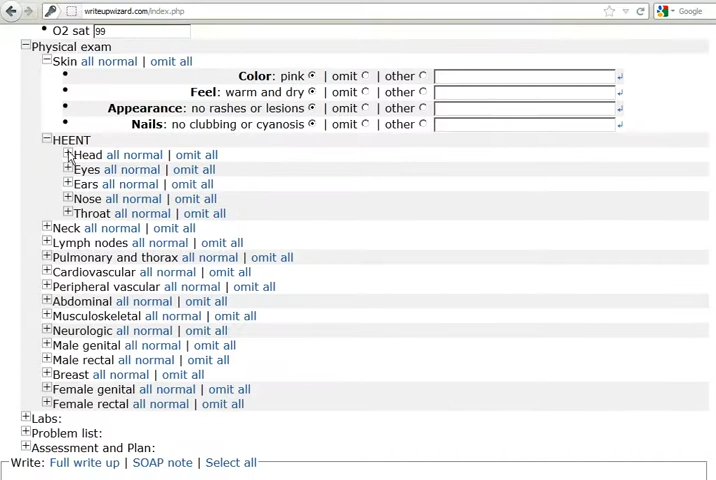 writeupwizard.com/index.php
Google
O2 sat 99
Physical exam
Skin all normal | omit all
Color: pink | omit | other
Feel: warm and dry | omit | other
Appearance: no rashes or lesions | omit | other
Nails: no clubbing or cyanosis | omit | other
HEENT
Head all normal | omit all
Eyes all normal | omit all
Ears all normal | omit all
Nose all normal | omit all
Throat all normal | omit all
Neck all normal | omit all
Lymph nodes all normal | omit all
Pulmonary and thorax all normal | omit all
Cardiovascular all normal | omit all
Peripheral vascular all normal | omit all
Abdominal all normal | omit all
Musculoskeletal all normal | omit all
Neurologic all normal | omit all
Male genital all normal | omit all
Male rectal all normal | omit all
Breast all normal | omit all
Female genital all normal | omit all
Female rectal all normal | omit all
Labs:
Problem list:
Assessment and Plan:
Write: Full write up | SOAP note | Select all